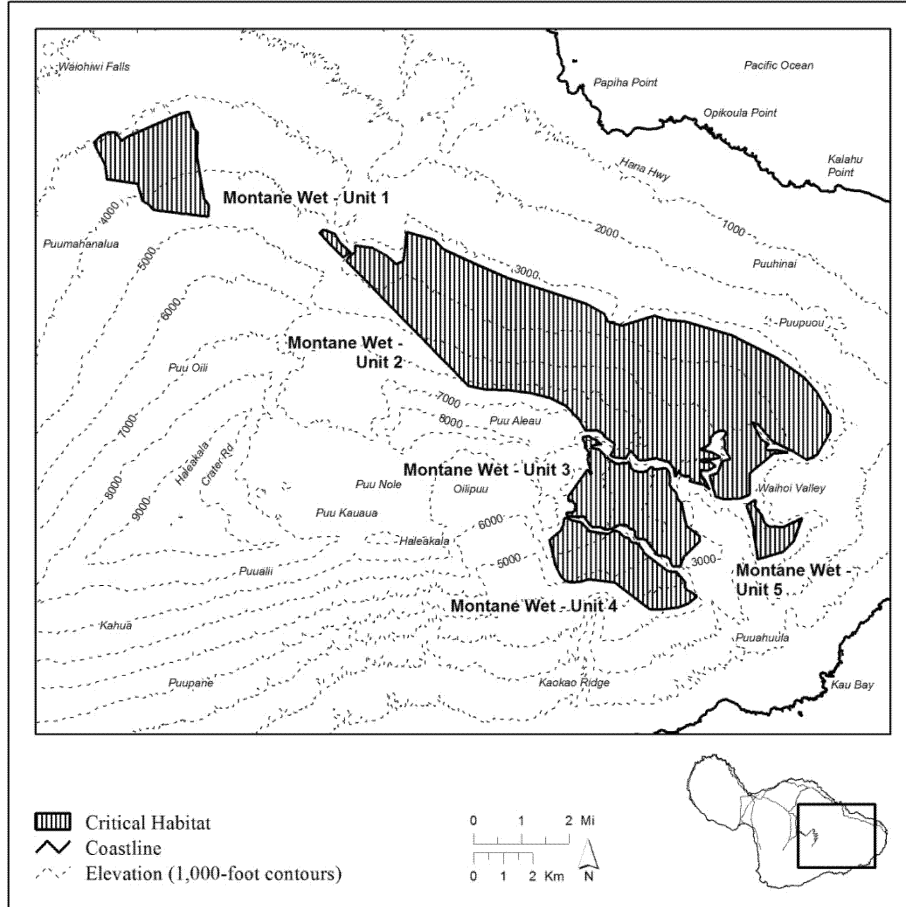 Waiohiwi Falls
Papiha Point
Pacific Ocean
Opikoula Point
Kalahu
Point
Hana Hwy
Montane Wet - Unit 1
4000
Puumahanalua
5000
2000
1000
Puuhinai
3000
6000
Puupuou
Montane Wet -
Unit 2
Puu Oili
7000
7000
8000
Puu Aleau
8000
Haleakala
Crater Rd
9000
Montane Wet - Unit 3
Puu Nole
Oilipuu
Waihoi Valley
Puu Kauaua
6000
Haleakala
5000
3000
Puualii
Montane Wet -
Unit 5
Montane Wet - Unit 4
Kahua
Puuahuula
Puupane
Kaokao Ridge
Kau Bay
Critical Habitat
Coastline
Elevation (1,000-foot contours)
0 1 2 Mi
0 1 2 Km
N